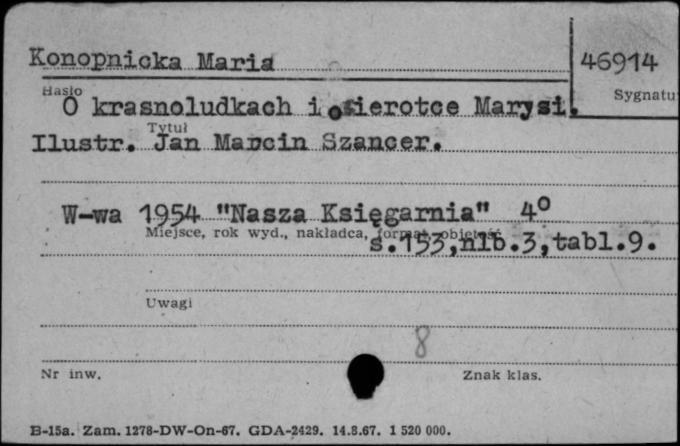 Konopnicka Maria 46914
Hasło Sygnatu
O krasnoludkach i sierotce Marysi.
Tytuł
Ilustr. Jan Marcin Szancer.
W-wa 1954 "Nasza Księgarnia" 4°
Miejsce, rok wyd., nakładca, format, objętość
s.153,nlb.3,tabl.9.
Uwagi
8
Nr inw. Znak klas.
B-15a. Zam. 1278-DW-On-67. GDA-2429. 14.8.67. 1 520 000.